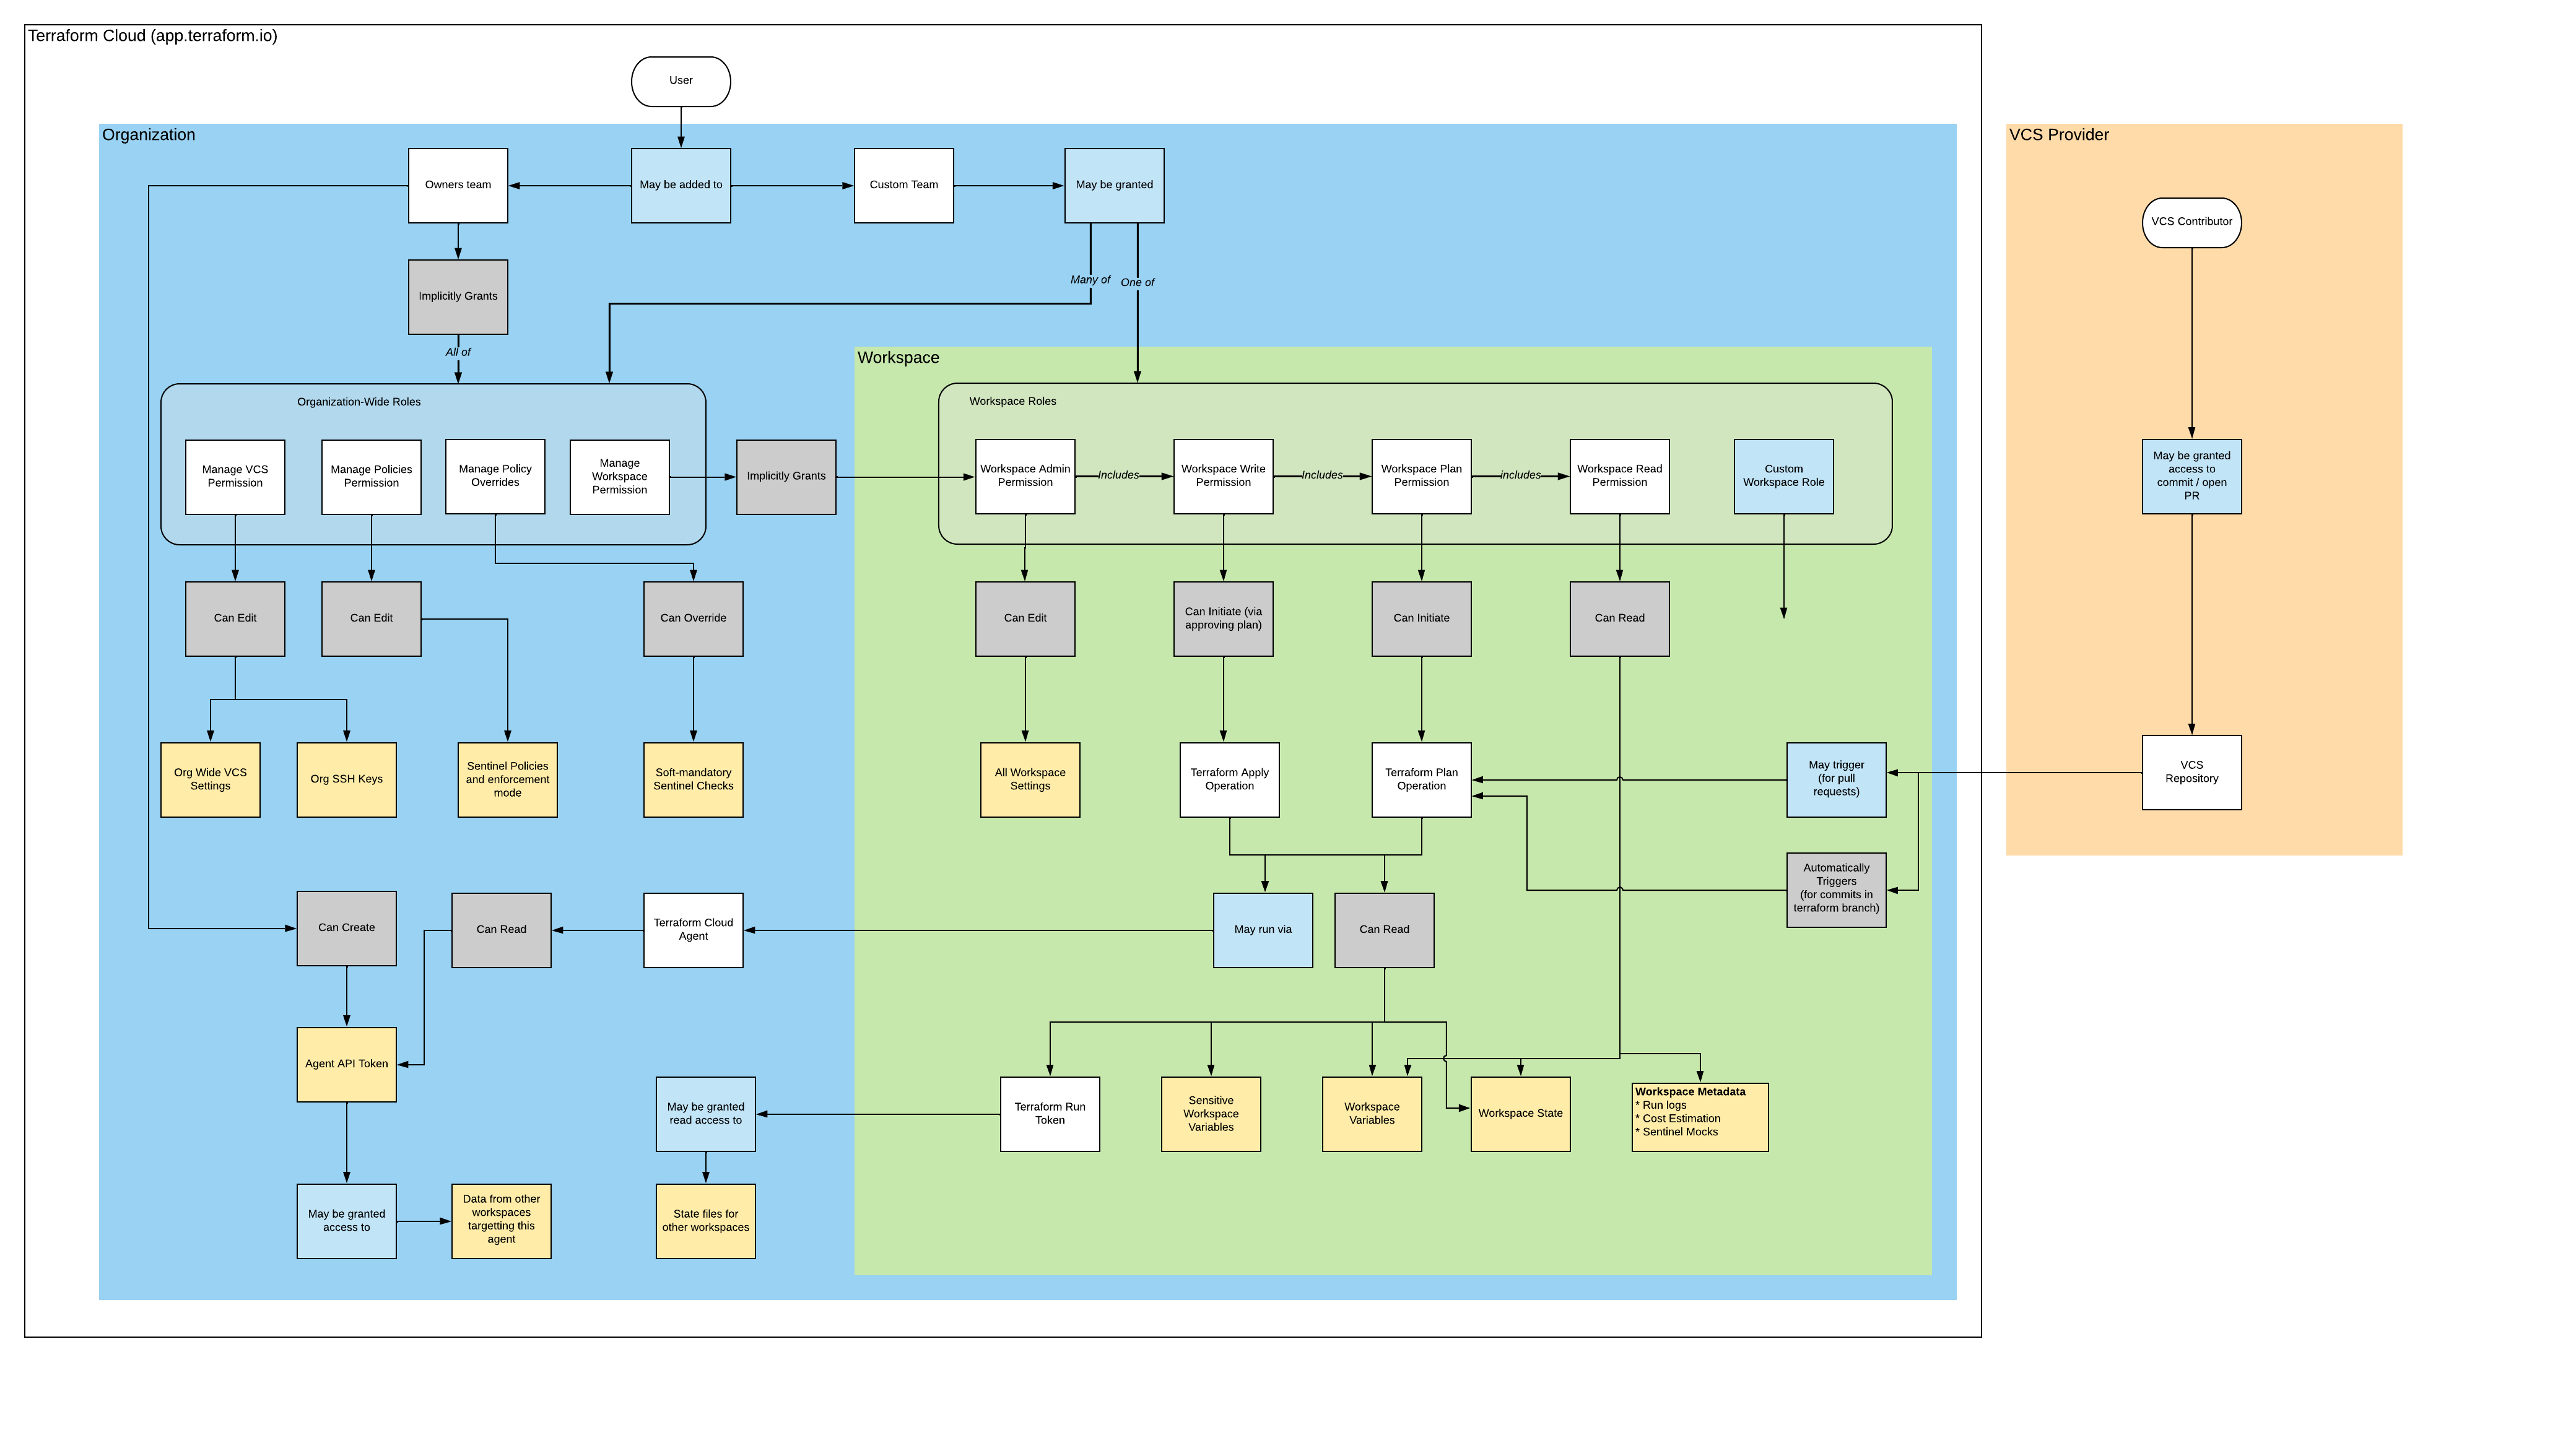 Terraform Cloud (app.terraform.io)
User
Organization
VCS Provider
Owners team
May be added to
Custom Team
May be granted
VCS Contributor
Implicitly Grants
Many of
One of
All of
Workspace
Organization-Wide Roles
Workspace Roles
Manage VCS
Permission
Manage Policies
Permission
Manage Policy
Overrides
Manage
Workspace
Permission
Implicitly Grants
Workspace Admin
Permission
Includes
Workspace Write
Permission
Includes
Workspace Plan
Permission
includes
Workspace Read
Permission
Custom
Workspace Role
May be granted
access to
commit / open
PR
Can Edit
Can Edit
Can Override
Can Edit
Can Initiate (via
approving plan)
Can Initiate
Can Read
Org Wide VCS
Settings
Org SSH Keys
Sentinel Policies
and enforcement
mode
Soft-mandatory
Sentinel Checks
All Workspace
Settings
Terraform Apply
Operation
Terraform Plan
Operation
May trigger
(for pull
requests)
VCS
Repository
Automatically
Triggers
(for commits in
terraform branch)
Can Create
Can Read
Terraform Cloud
Agent
May run via
Can Read
Agent API Token
May be granted
read access to
Terraform Run
Token
Sensitive
Workspace
Variables
Workspace
Variables
Workspace State
Workspace Metadata
* Run logs
* Cost Estimation
* Sentinel Mocks
May be granted
access to
Data from other
workspaces
targetting this
agent
State files for
other workspaces